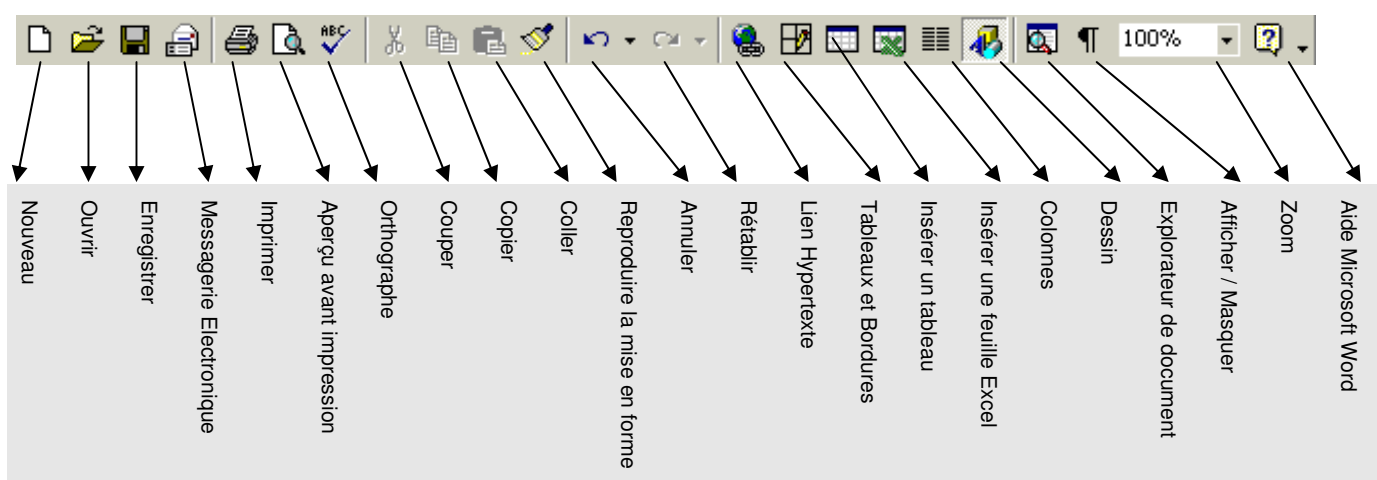 ABC
100%
Nouveau
Ouvrir
Enregistrer
Messagerie Electronique
Imprimer
Aperçu avant impression
Orthographe
Couper
Copier
Coller
Reproduire la mise en forme
Annuler
Rétablir
Lien Hypertexte
Tableaux et Bordures
Insérer un tableau
Insérer une feuille Excel
Colonnes
Dessin
Explorateur de document
Afficher / Masquer
Zoom
Aide Microsoft Word